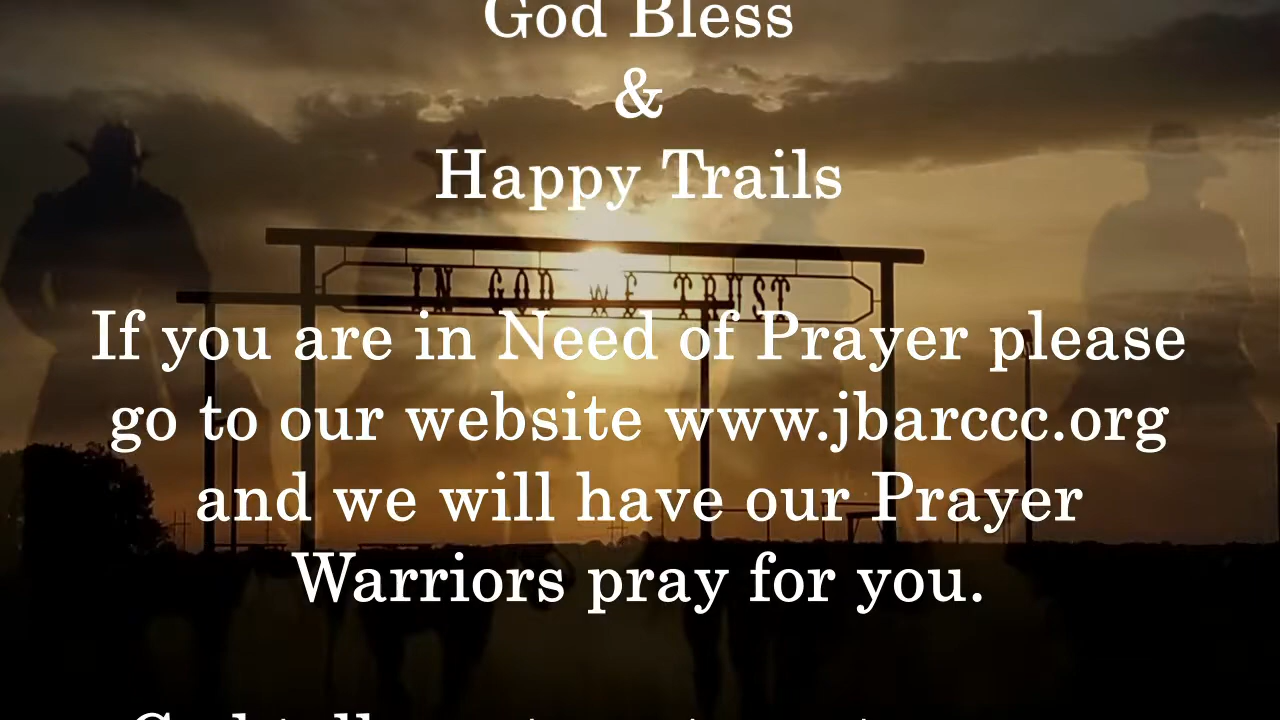 God Bless
&
Happy Trails
IN GOD WE TRUST
If you are in Need of Prayer please
go to our website www.jbarccc.org
and we will have our Prayer
Warriors pray for you.